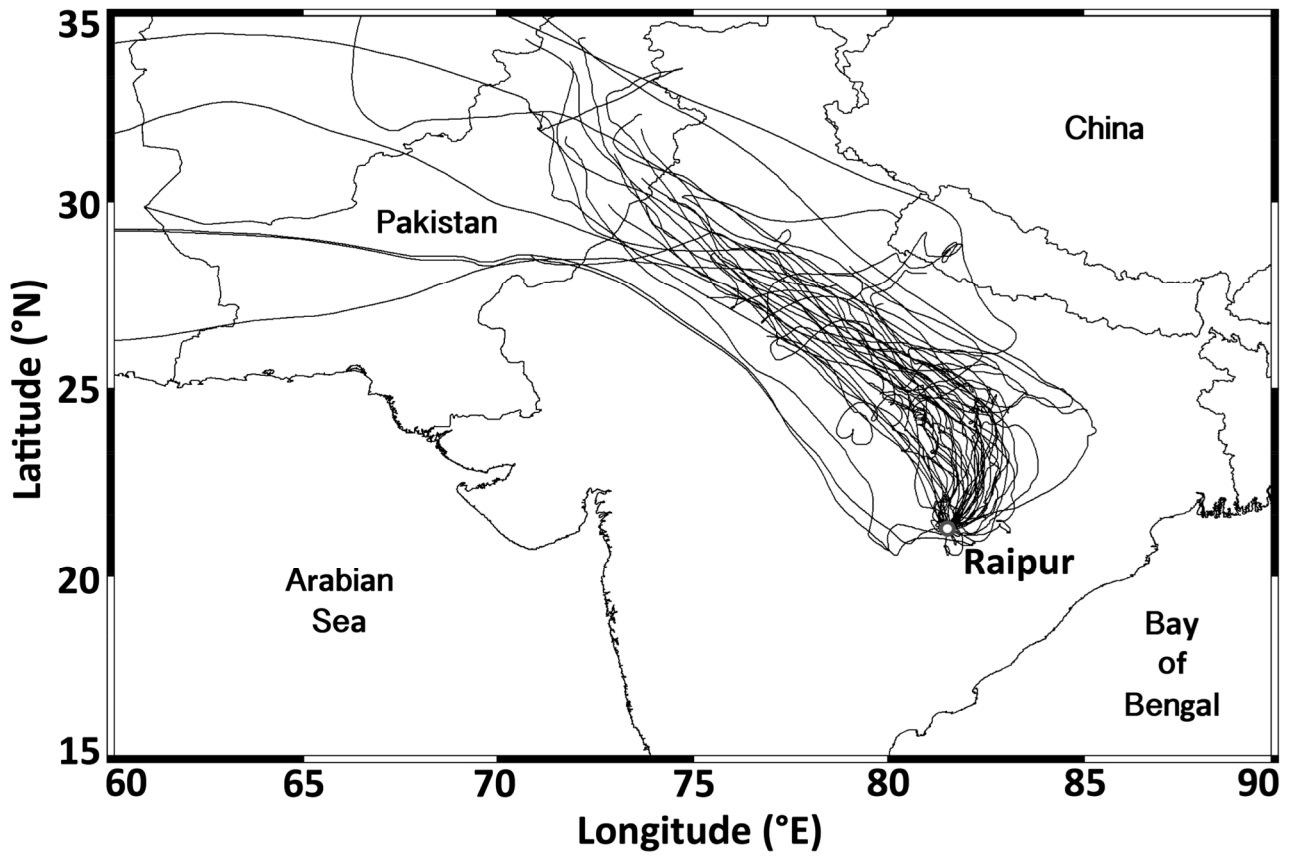 35
30
25
20
15
Latitude (°N)
China
Pakistan
Raipur
Arabian
Sea
Bay
of
Bengal
60 65 70 75 80 85 90
Longitude (°E)